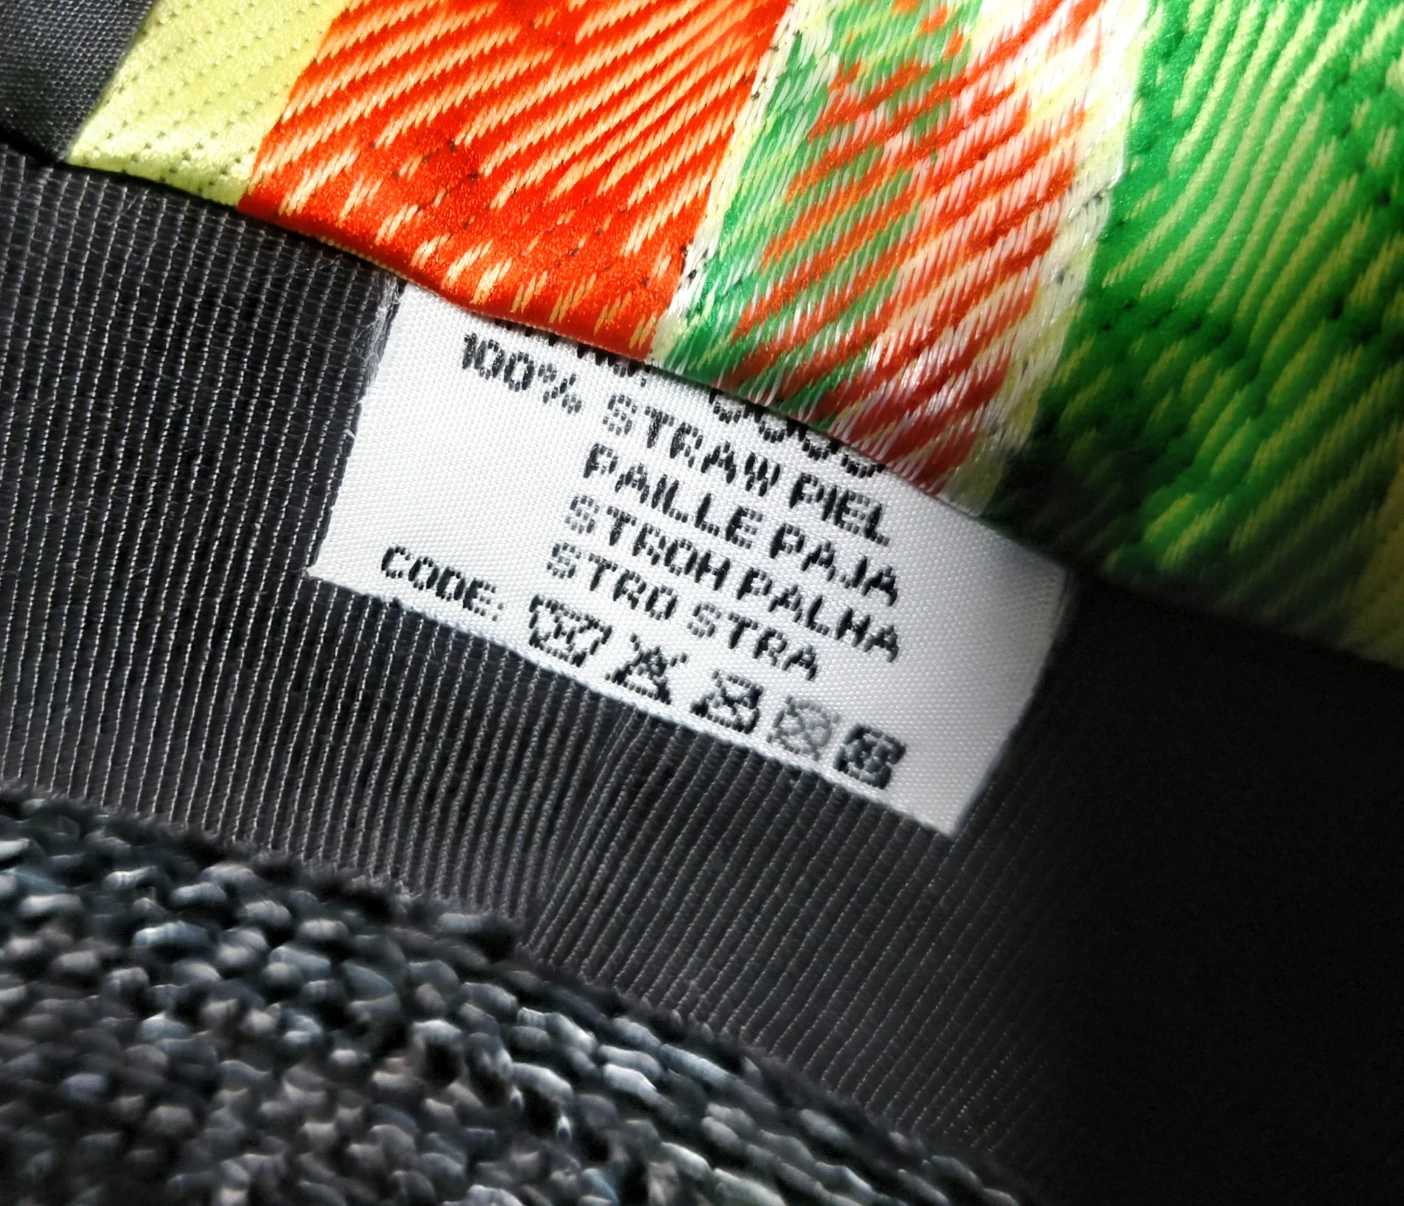 100% STRAW PIEL
PAILLE PAJA
STROH PALHA
STRO STRA
CODE: